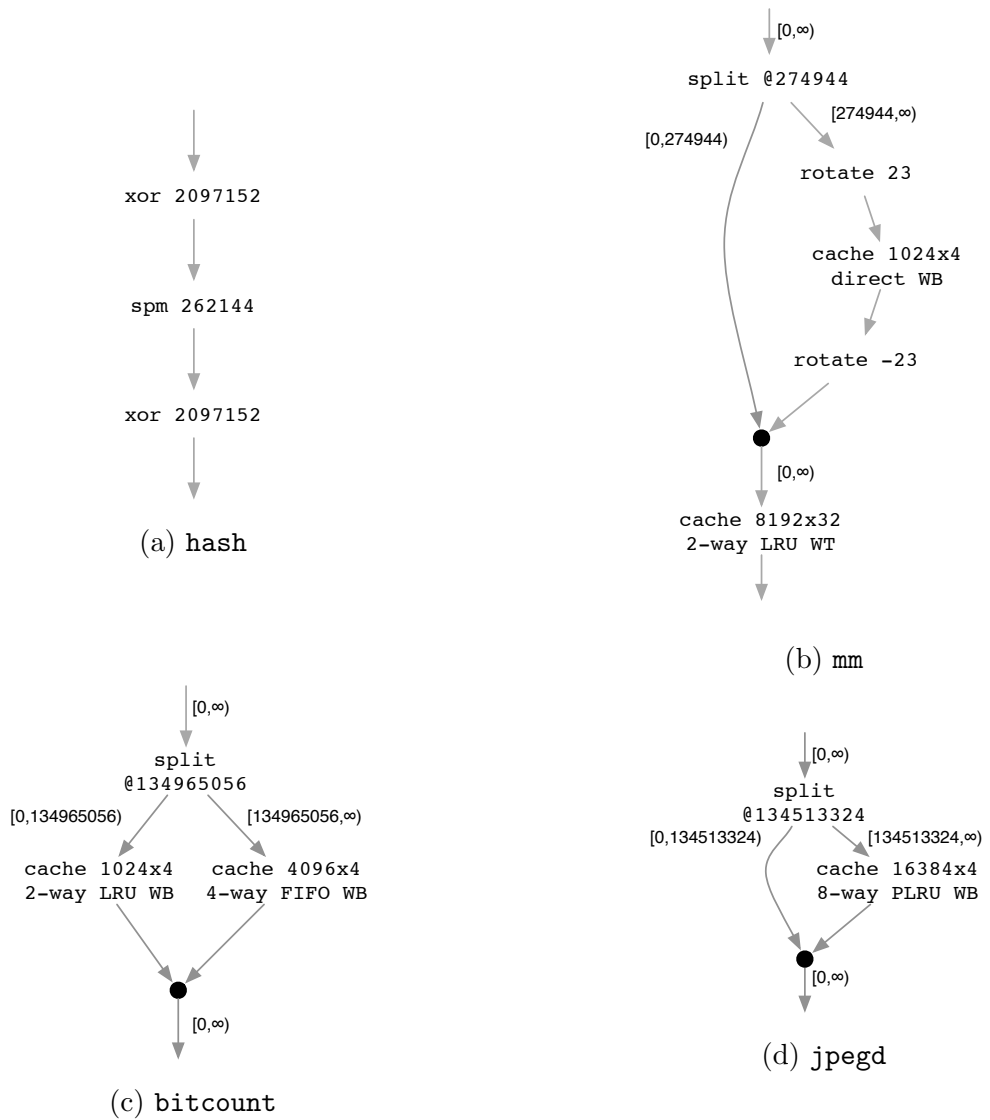 xor 2097152
spm 262144
xor 2097152
(a) hash
[0,∞)
split @274944
[0,274944)
[274944,∞)
rotate 23
cache 1024x4
direct WB
rotate -23
[0,∞)
cache 8192x32
2-way LRU WT
(b) mm
[0,∞)
split
@134965056
[0,134965056)
[134965056,∞)
cache 1024x4
2-way LRU WB
cache 4096x4
4-way FIFO WB
[0,∞)
(c) bitcount
[0,∞)
split
@134513324
[0,134513324)
[134513324,∞)
cache 16384x4
8-way PLRU WB
[0,∞)
(d) jpegd